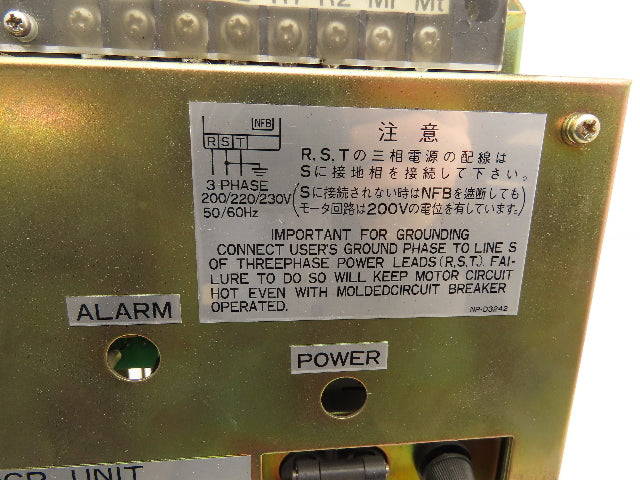 R2 Mr Mt
NFB
R S T
3 PHASE
200/220/230V
50/60Hz
注意
R.S.Tの三相電源の配線は
Sに接地相を接続して下さい。
(Sに接続されない時はNFBを遮断しても
モータ回路は200Vの電位を有しています。)
IMPORTANT FOR GROUNDING
CONNECT USER'S GROUND PHASE TO LINE S
OF THREEPHASE POWER LEADS(R,S,T). FAI-
LURE TO DO SO WILL KEEP MOTOR CIRCUIT
HOT EVEN WITH MOLDEDCIRCUIT BREAKER
OPERATED.
NP-D3242
ALARM
POWER
UNIT